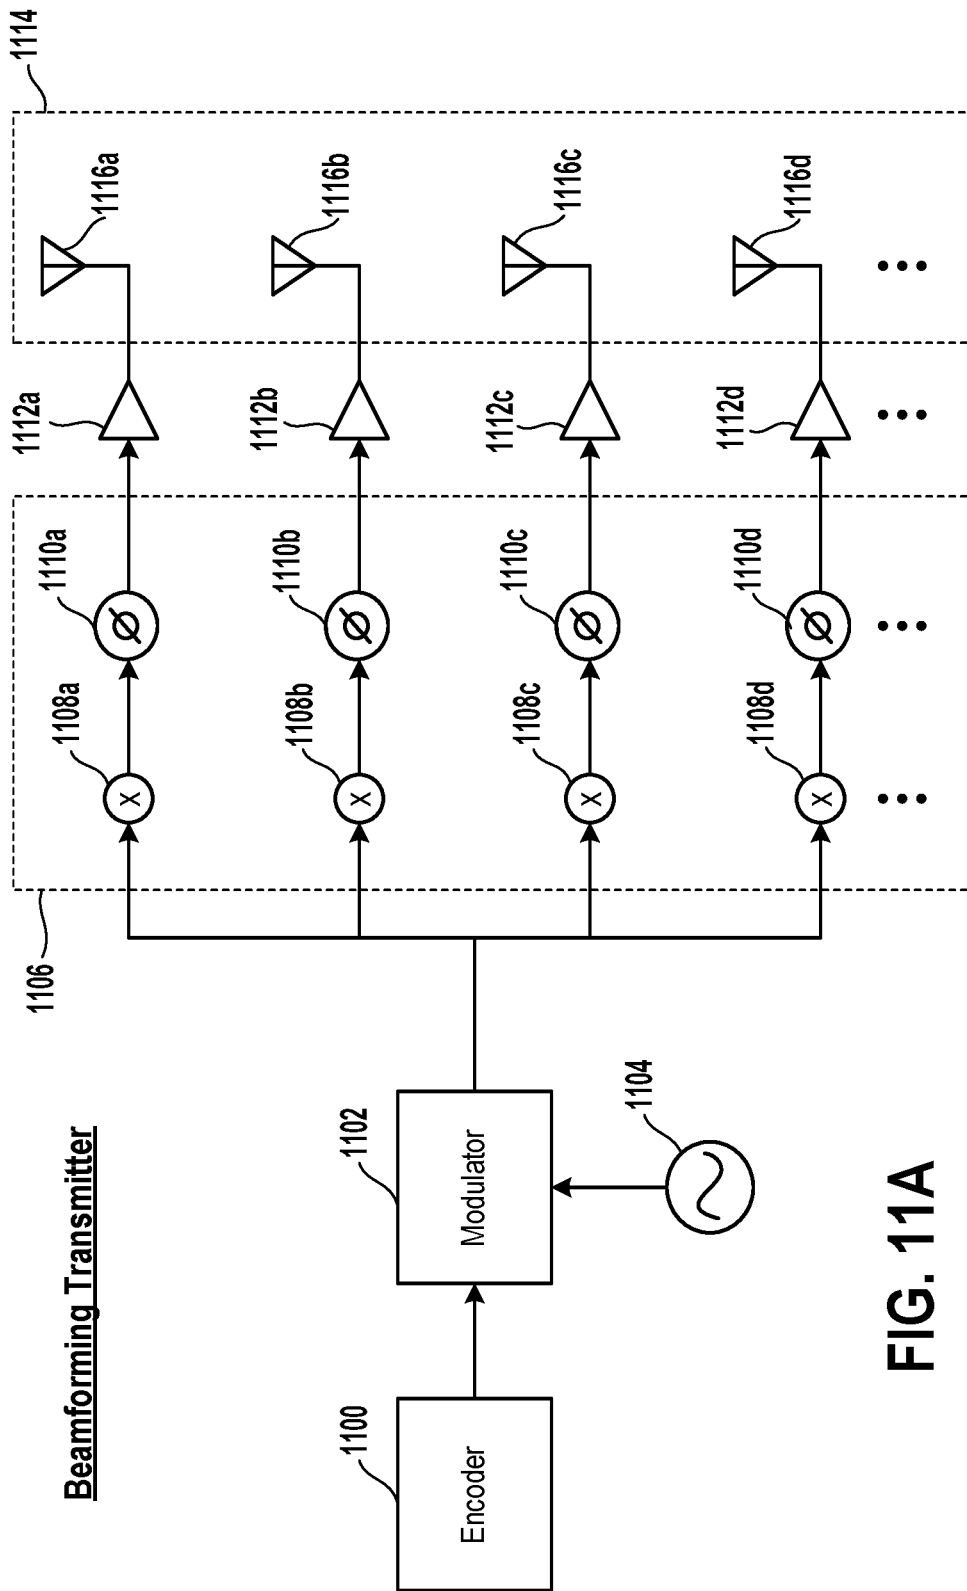 Beamforming Transmitter
1100
Encoder
1102
Modulator
1104
1106
1108a
X
1110a
Φ
1112a
1116a
1108b
X
1110b
Φ
1112b
1116b
1108c
X
1110c
Φ
1112c
1116c
1108d
X
1110d
Φ
1112d
1116d
1114
FIG. 11A